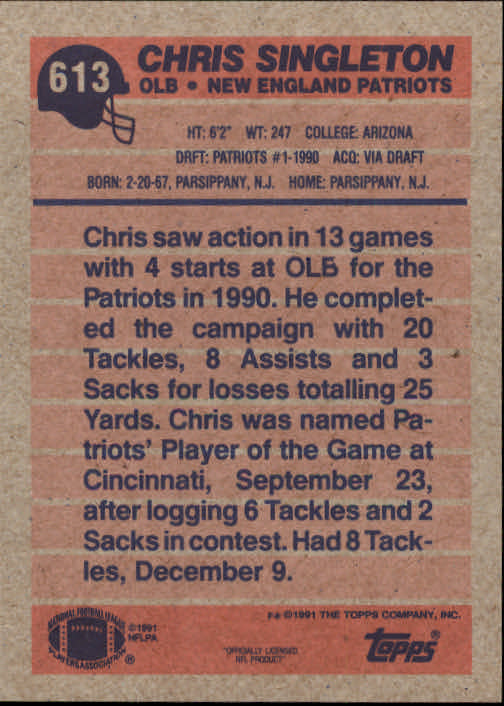 613
CHRIS SINGLETON
OLB • NEW ENGLAND PATRIOTS
HT: 6'2" WT: 247 COLLEGE: ARIZONA
DRFT: PATRIOTS #1-1990 ACQ: VIA DRAFT
BORN: 2-20-67, PARSIPPANY, N.J. HOME: PARSIPPANY, N.J.
Chris saw action in 13 games
with 4 starts at OLB for the
Patriots in 1990. He complet-
ed the campaign with 20
Tackles, 8 Assists and 3
Sacks for losses totalling 25
Yards. Chris was named Pa-
triots' Player of the Game at
Cincinnati, September 23,
after logging 6 Tackles and 2
Sacks in contest. Had 8 Tack-
les, December 9.
NATIONAL FOOTBALL LEAGUE
PLAYERS ASSOCIATION
®
©1991
NFLPA
©1991 THE TOPPS COMPANY, INC.
"OFFICIALLY LICENSED
NFL PRODUCT"
topps®